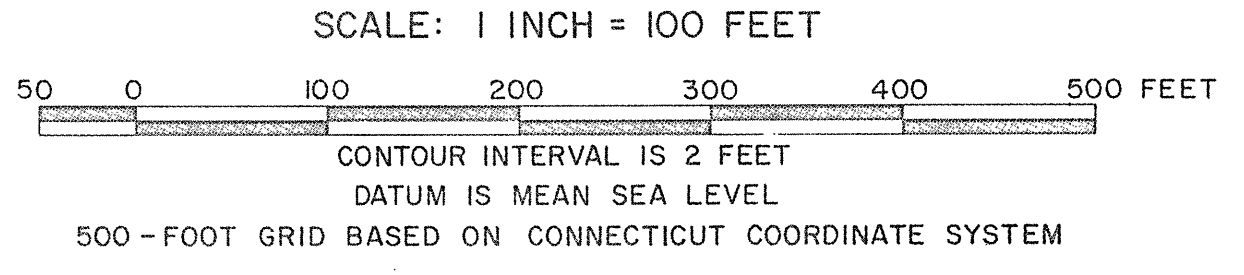 SCALE: 1 INCH = 100 FEET
50 0 100 200 300 400 500 FEET
CONTOUR INTERVAL IS 2 FEET
DATUM IS MEAN SEA LEVEL
500-FOOT GRID BASED ON CONNECTICUT COORDINATE SYSTEM